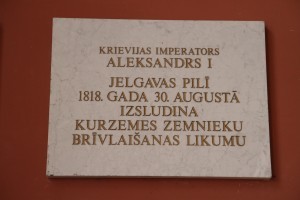 KRIEVIJAS IMPERATORS
ALEKSANDRS I
JELGAVAS PILĪ
1818. GADA 30. AUGUSTĀ
IZSLUDINA
KURZEMES ZEMNIEKU
BRĪVLAIŠANAS LIKUMU